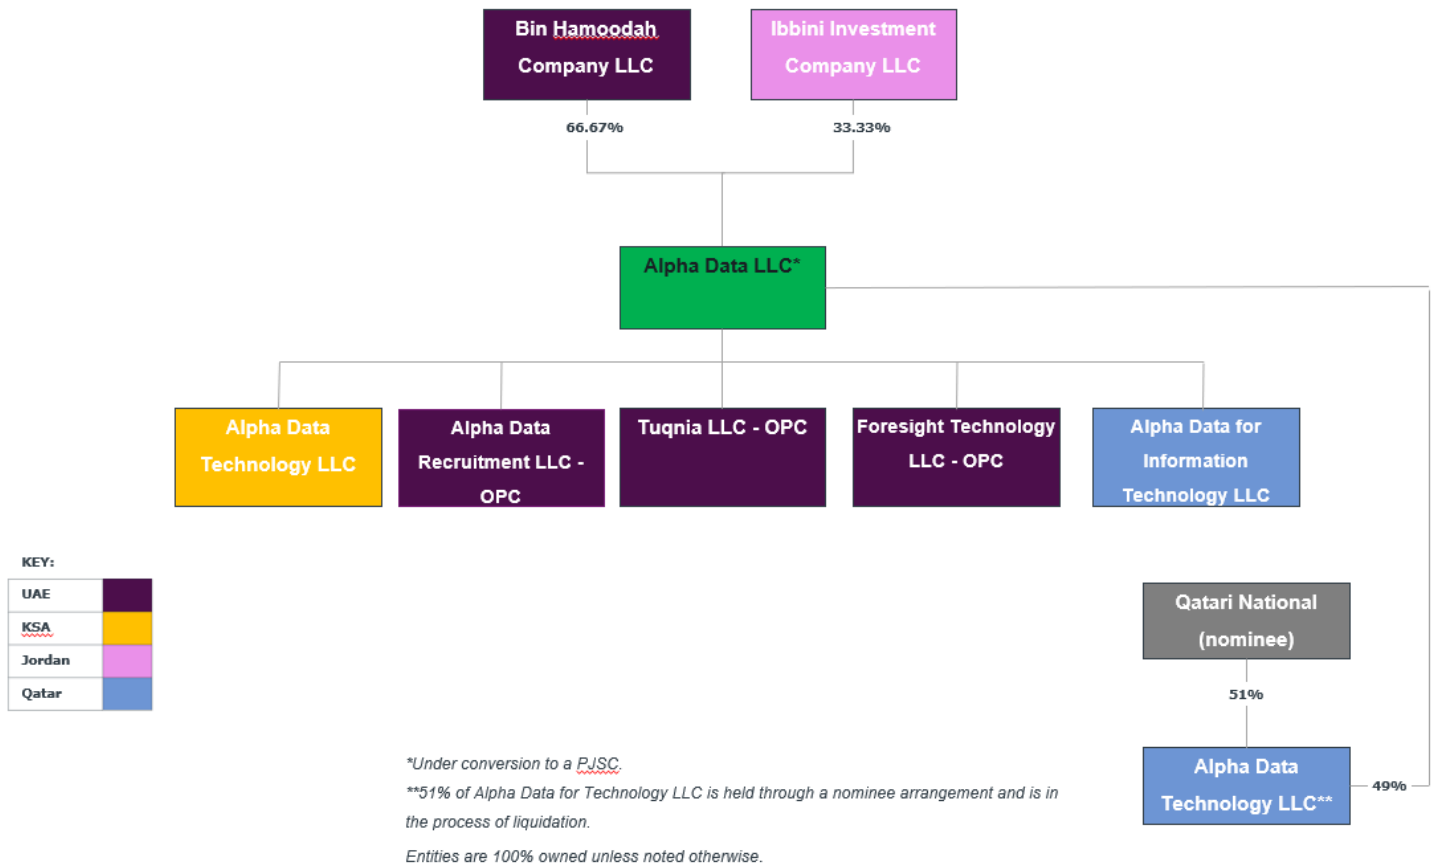 Bin Hamoodah
Company LLC
Ibbini Investment
Company LLC
66.67%
33.33%
Alpha Data LLC*
Alpha Data
Technology LLC
Alpha Data
Recruitment LLC -
OPC
Tuqnia LLC - OPC
Foresight Technology
LLC - OPC
Alpha Data for
Information
Technology LLC
KEY:
UAE
KSA
Jordan
Qatar
Qatari National
(nominee)
51%
Alpha Data
Technology LLC**
49%
*Under conversion to a PJSC.
**51% of Alpha Data for Technology LLC is held through a nominee arrangement and is in
the process of liquidation.
Entities are 100% owned unless noted otherwise.